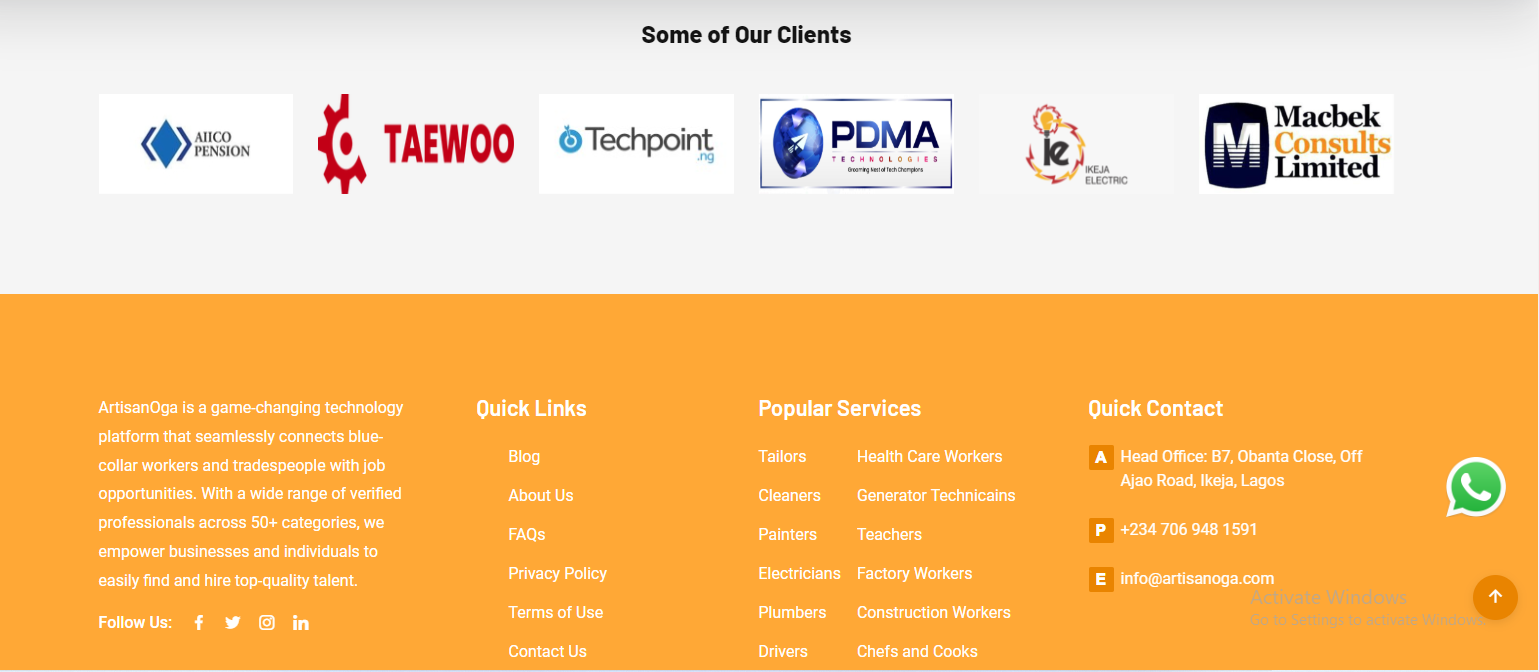 Some of Our Clients
AIICO
PENSION
TAEWOO
Techpoint
.ng
PDMA
TECHNOLOGIES
Grooming Nest of Tech Champions
ie
IKEJA
ELECTRIC
M
Macbek
Consults
Limited
ArtisanOga is a game-changing technology
platform that seamlessly connects blue-
collar workers and tradespeople with job
opportunities. With a wide range of verified
professionals across 50+ categories, we
empower businesses and individuals to
easily find and hire top-quality talent.
Follow Us:
Quick Links
Blog
About Us
FAQs
Privacy Policy
Terms of Use
Contact Us
Popular Services
Tailors
Cleaners
Painters
Electricians
Plumbers
Drivers
Health Care Workers
Generator Technicains
Teachers
Factory Workers
Construction Workers
Chefs and Cooks
Quick Contact
A Head Office: B7, Obanta Close, Off
Ajao Road, Ikeja, Lagos
P +234 706 948 1591
E info@artisanoga.com
Activate Windows
Go to Settings to activate Windows.